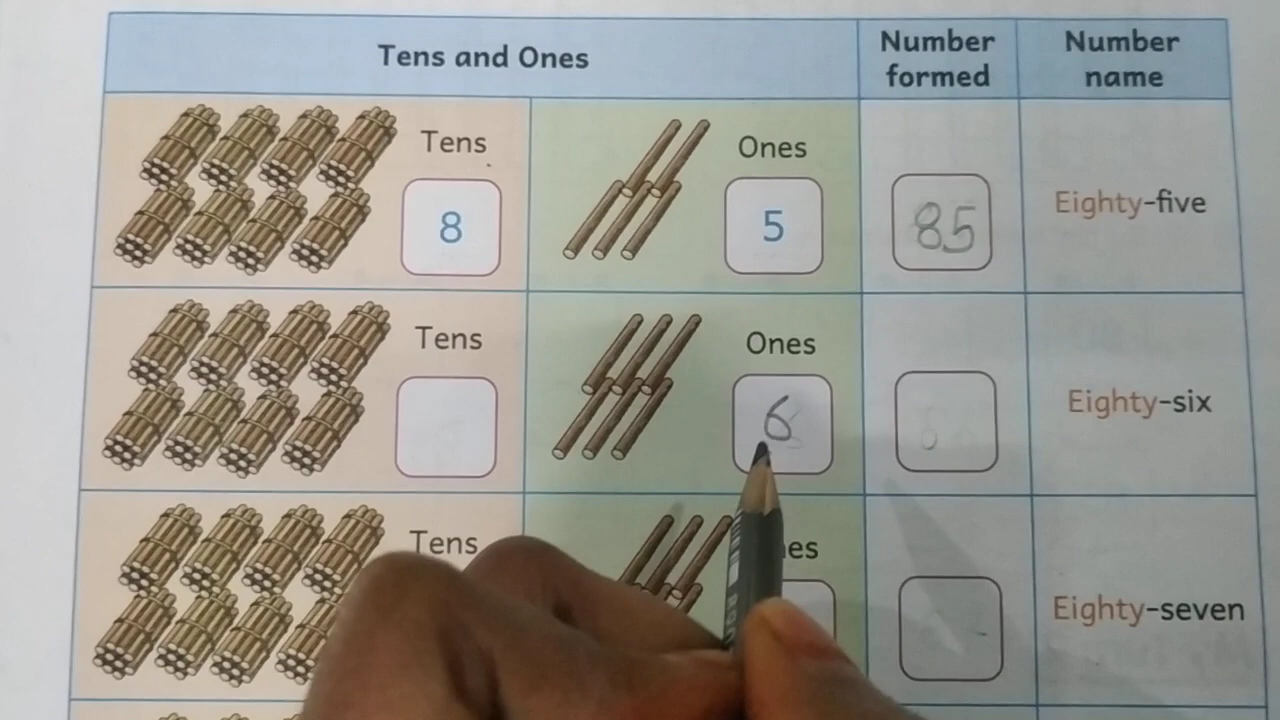 Tens and Ones
Number formed
Number name
Tens
8
Ones
5
85
Eighty-five
Tens
Ones
6
Eighty-six
Tens
Eighty-seven